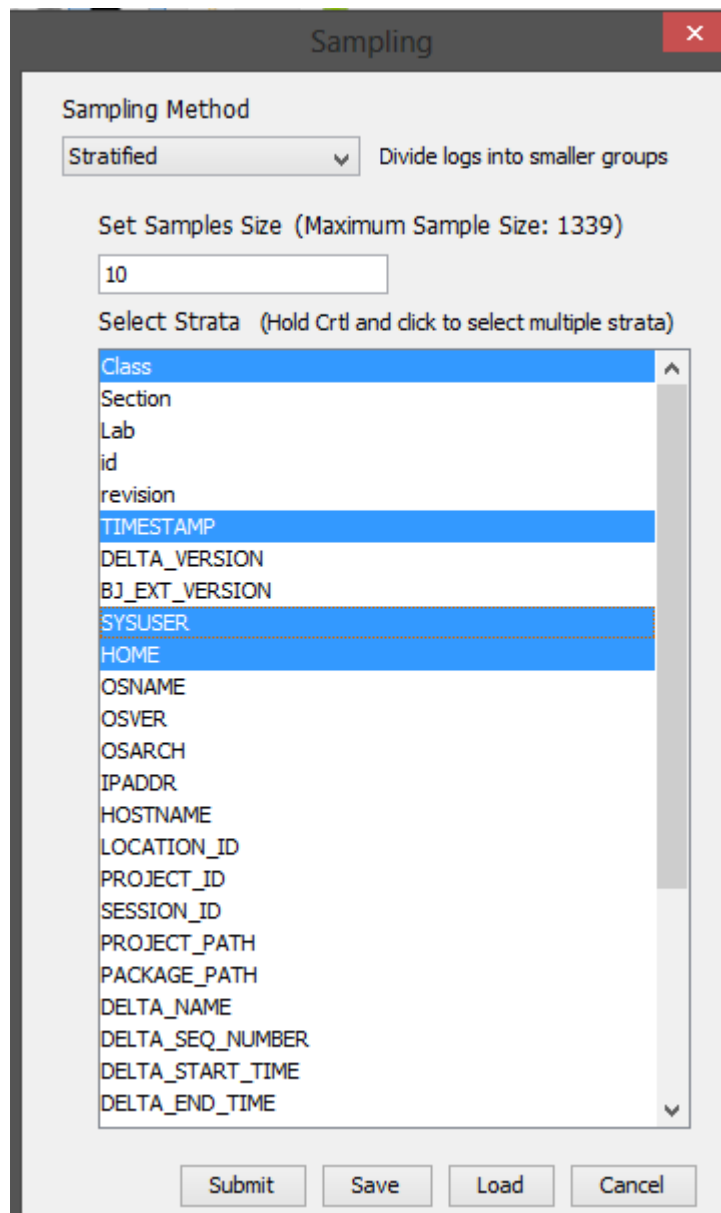 Sampling
Sampling Method
Stratified Divide logs into smaller groups
Set Samples Size (Maximum Sample Size: 1339)
10
Select Strata (Hold Crtl and click to select multiple strata)
Class
Section
Lab
id
revision
TIMESTAMP
DELTA_VERSION
BJ_EXT_VERSION
SYSUSER
HOME
OSNAME
OSVER
OSARCH
IPADDR
HOSTNAME
LOCATION_ID
PROJECT_ID
SESSION_ID
PROJECT_PATH
PACKAGE_PATH
DELTA_NAME
DELTA_SEQ_NUMBER
DELTA_START_TIME
DELTA_END_TIME
Submit Save Load Cancel